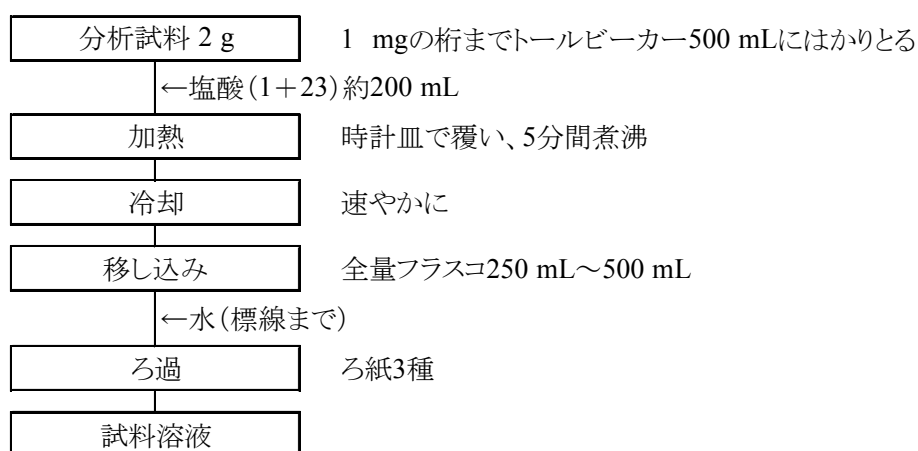 分析試料 2 g 1 mgの桁までトールビーカー500 mLにはかりとる
←塩酸(1+23)約200 mL
加熱 時計皿で覆い、5分間煮沸
冷却 速やかに
移し込み 全量フラスコ250 mL～500 mL
←水(標線まで)
ろ過 ろ紙3種
試料溶液